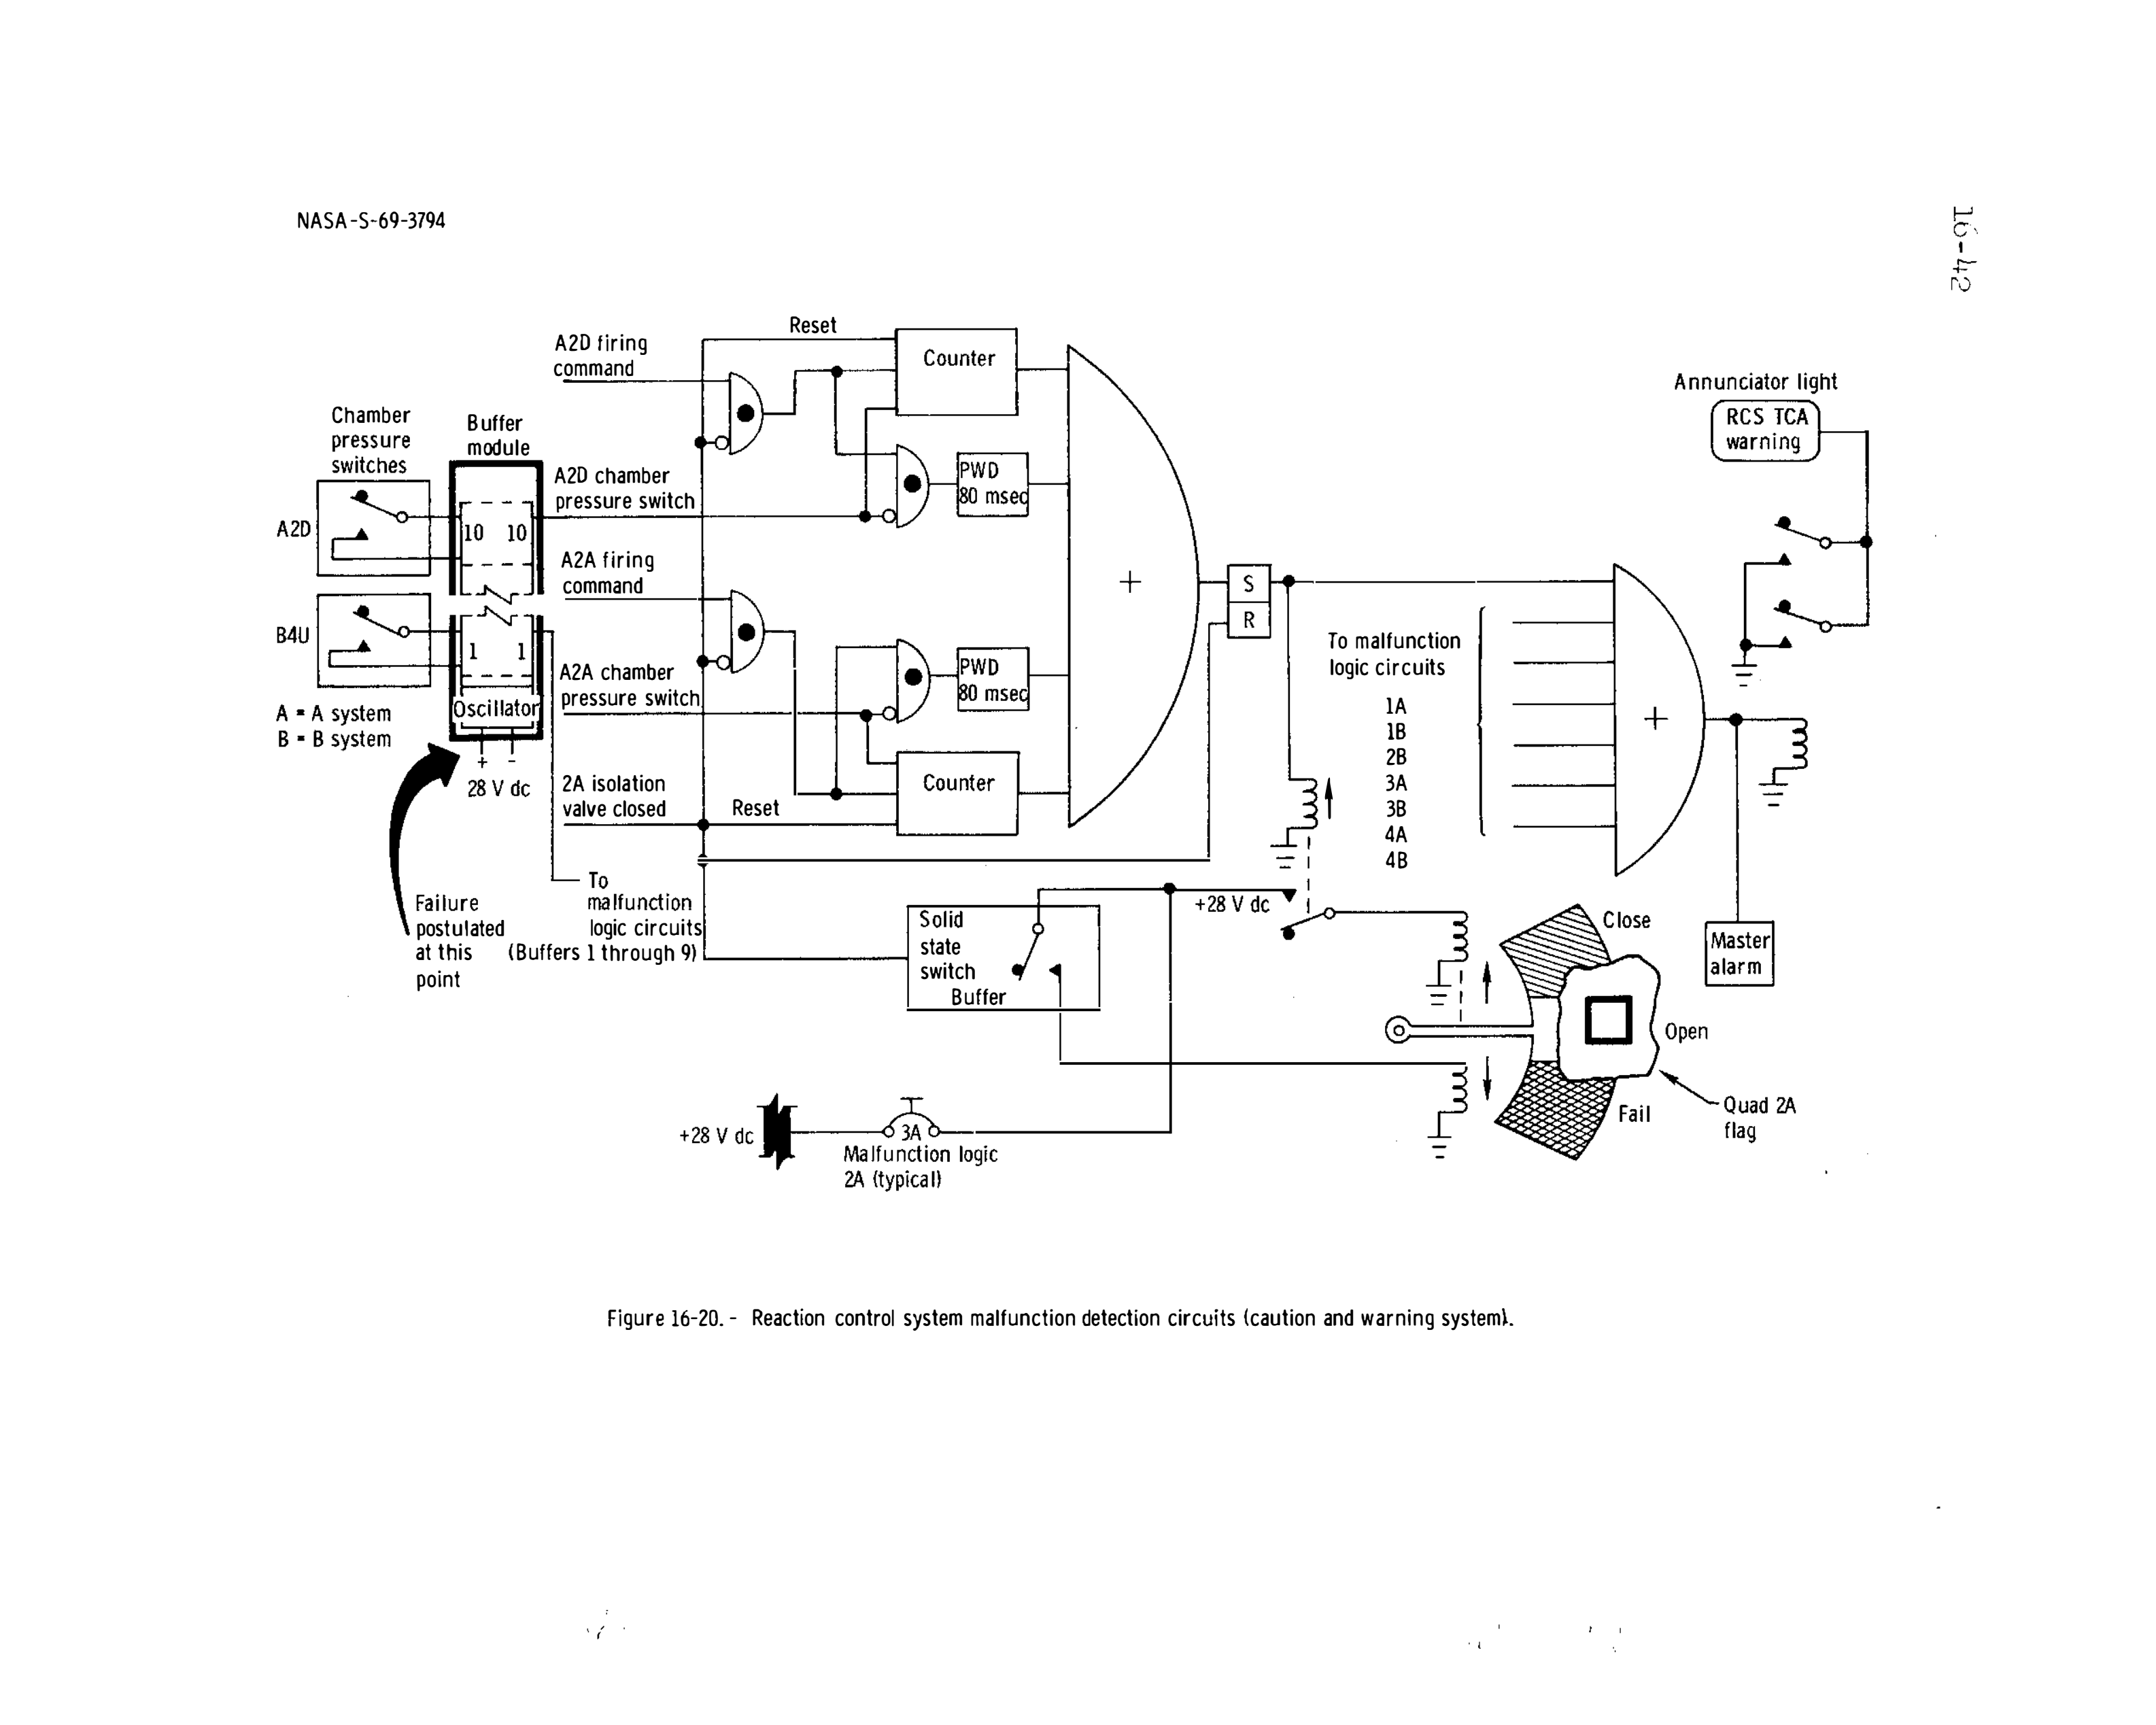 NASA-S-69-3794
16-42
Reset
A2D firing
command
Counter
Annunciator light
RCS TCA
warning
Chamber
pressure
switches
Buffer
module
A2D chamber
pressure switch
PWD
80 msec
A2D
10 10
A2A firing
command
+
S
R
B4U
1 1
Oscillator
A2A chamber
pressure switch
PWD
80 msec
To malfunction
logic circuits
1A
1B
2B
3A
3B
4A
4B
+
A = A system
B = B system
+ -
28 V dc
2A isolation
valve closed
Reset
Counter
To
malfunction
logic circuits
(Buffers 1 through 9)
Failure
postulated
at this
point
Solid
state
switch
Buffer
+28 V dc
Close
Master
alarm
Open
Fail
Quad 2A
flag
+28 V dc
3A
Malfunction logic
2A (typical)
Figure 16-20. - Reaction control system malfunction detection circuits (caution and warning system).